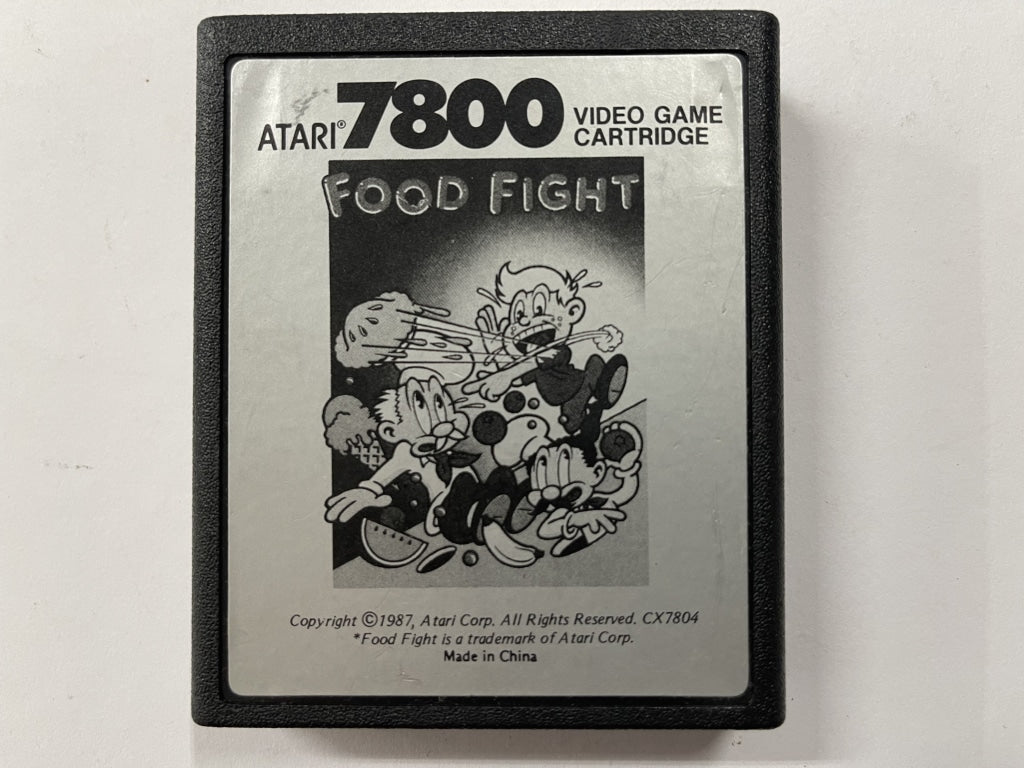 ATARI® 7800 VIDEO GAME
CARTRIDGE
FOOD FIGHT
Copyright ©1987, Atari Corp. All Rights Reserved. CX7804
*Food Fight is a trademark of Atari Corp.
Made in China